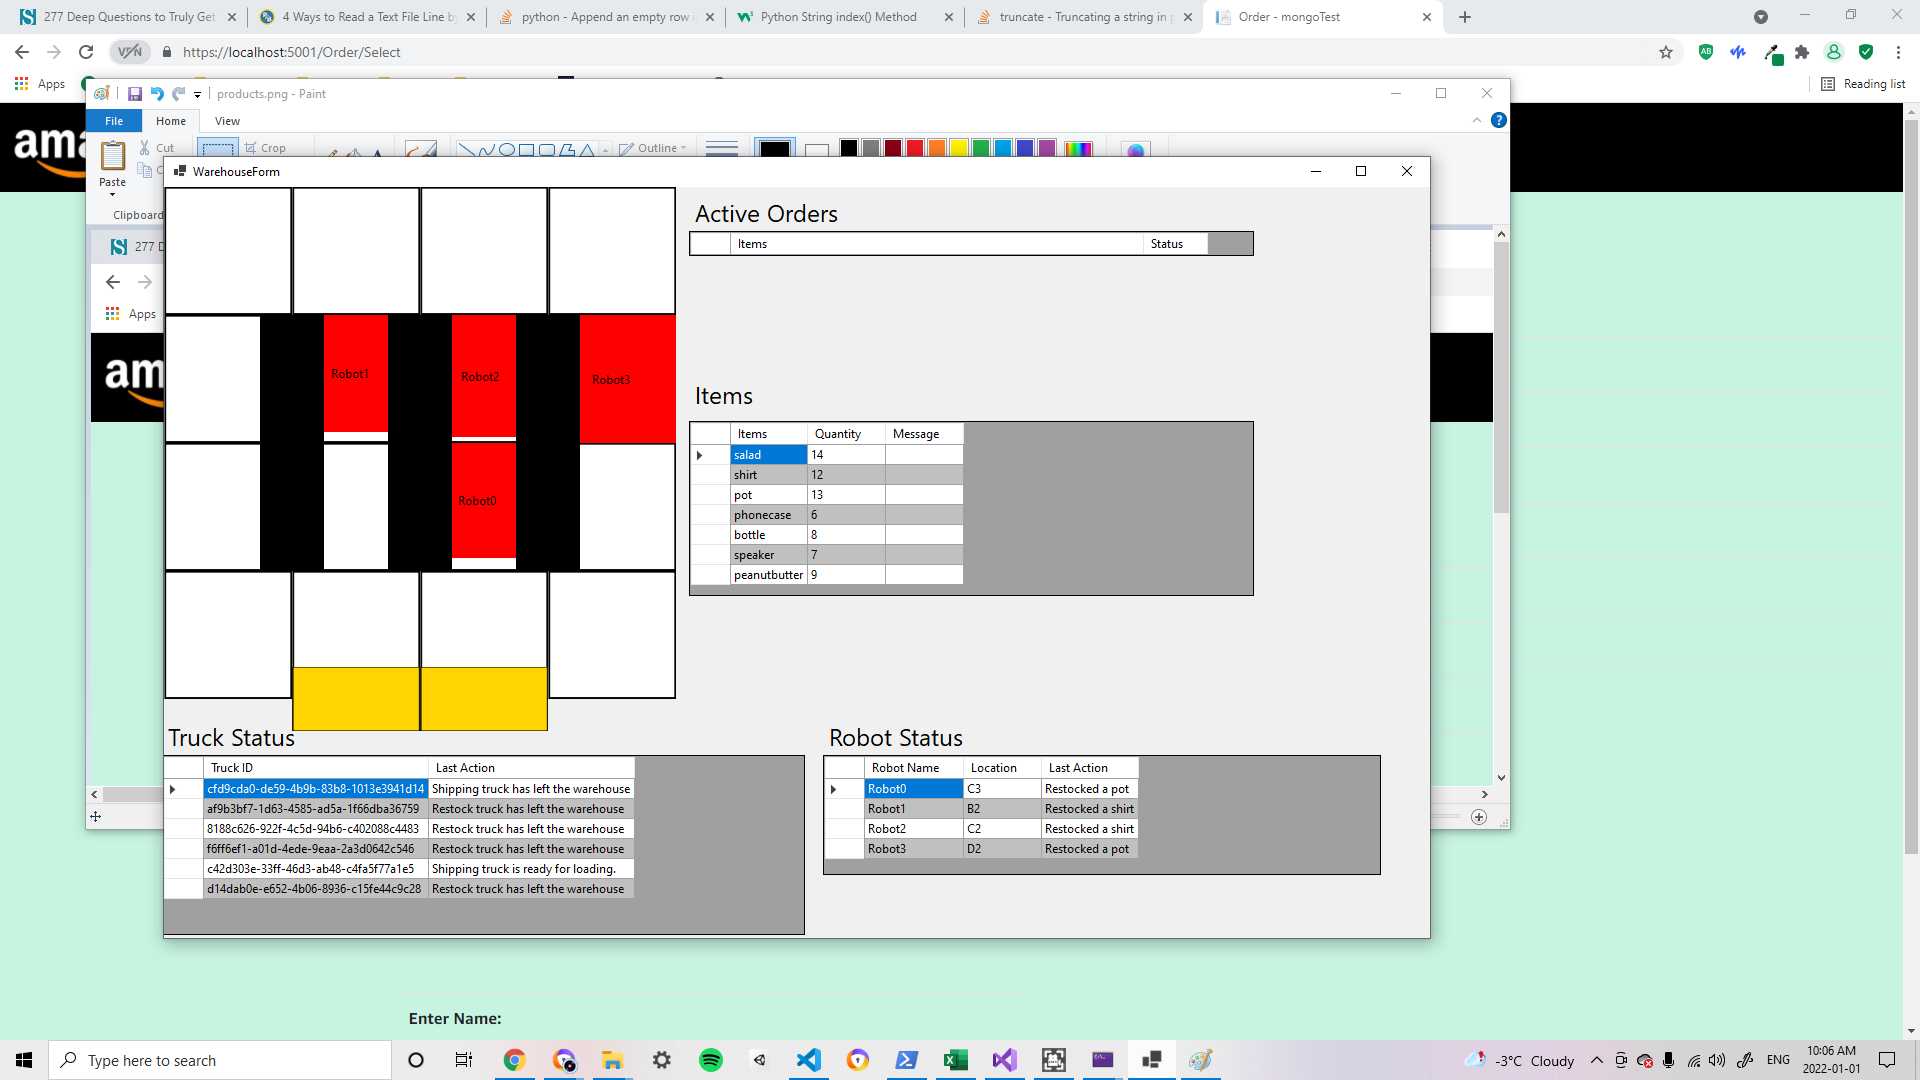 277 Deep Questions to Truly Get
4 Ways to Read a Text File Line b
python - Append an empty row i
Python String index() Method
truncate - Truncating a string in p
Order - mongoTest
VPN
https://localhost:5001/Order/Select
Apps
Reading list
products.png - Paint
File
Home
View
Paste
Cut
Crop
Outline
Clipboard
277 D
Apps
ama
ama
WarehouseForm
Robot1
Robot2
Robot3
Robot0
Active Orders
Items Status
Items
Items Quantity Message
salad 14
shirt 12
pot 13
phonecase 6
bottle 8
speaker 7
peanutbutter 9
Truck Status
Truck ID Last Action
cfd9cda0-de59-4b9b-83b8-1013e3941d14 Shipping truck has left the warehouse
af9b3bf7-1d63-4585-ad5a-1f66dba36759 Restock truck has left the warehouse
8188c626-922f-4c5d-94b6-c402088c4483 Restock truck has left the warehouse
f6ff6ef1-a01d-4ede-9eaa-2a3d0642c546 Restock truck has left the warehouse
c42d303e-33ff-46d3-ab48-c4fa5f77a1e5 Shipping truck is ready for loading.
d14dab0e-e652-4b06-8936-c15fe44c9c28 Restock truck has left the warehouse
Robot Status
Robot Name Location Last Action
Robot0 C3 Restocked a pot
Robot1 B2 Restocked a shirt
Robot2 C2 Restocked a shirt
Robot3 D2 Restocked a pot
Enter Name:
Type here to search
-3°C Cloudy
ENG
10:06 AM
2022-01-01